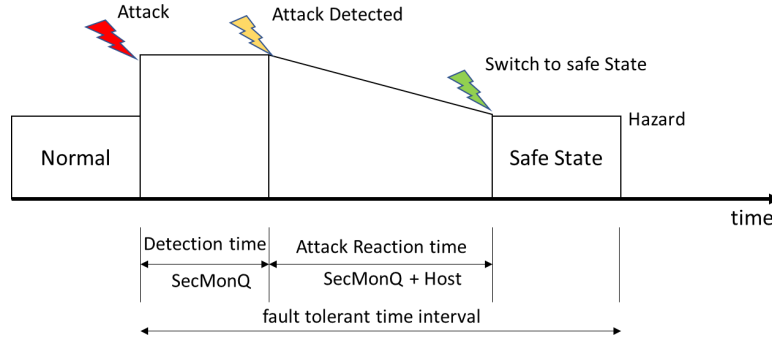 Attack
Attack Detected
Switch to safe State
Hazard
Normal
Safe State
time
Detection time
Attack Reaction time
SecMonQ
SecMonQ + Host
fault tolerant time interval